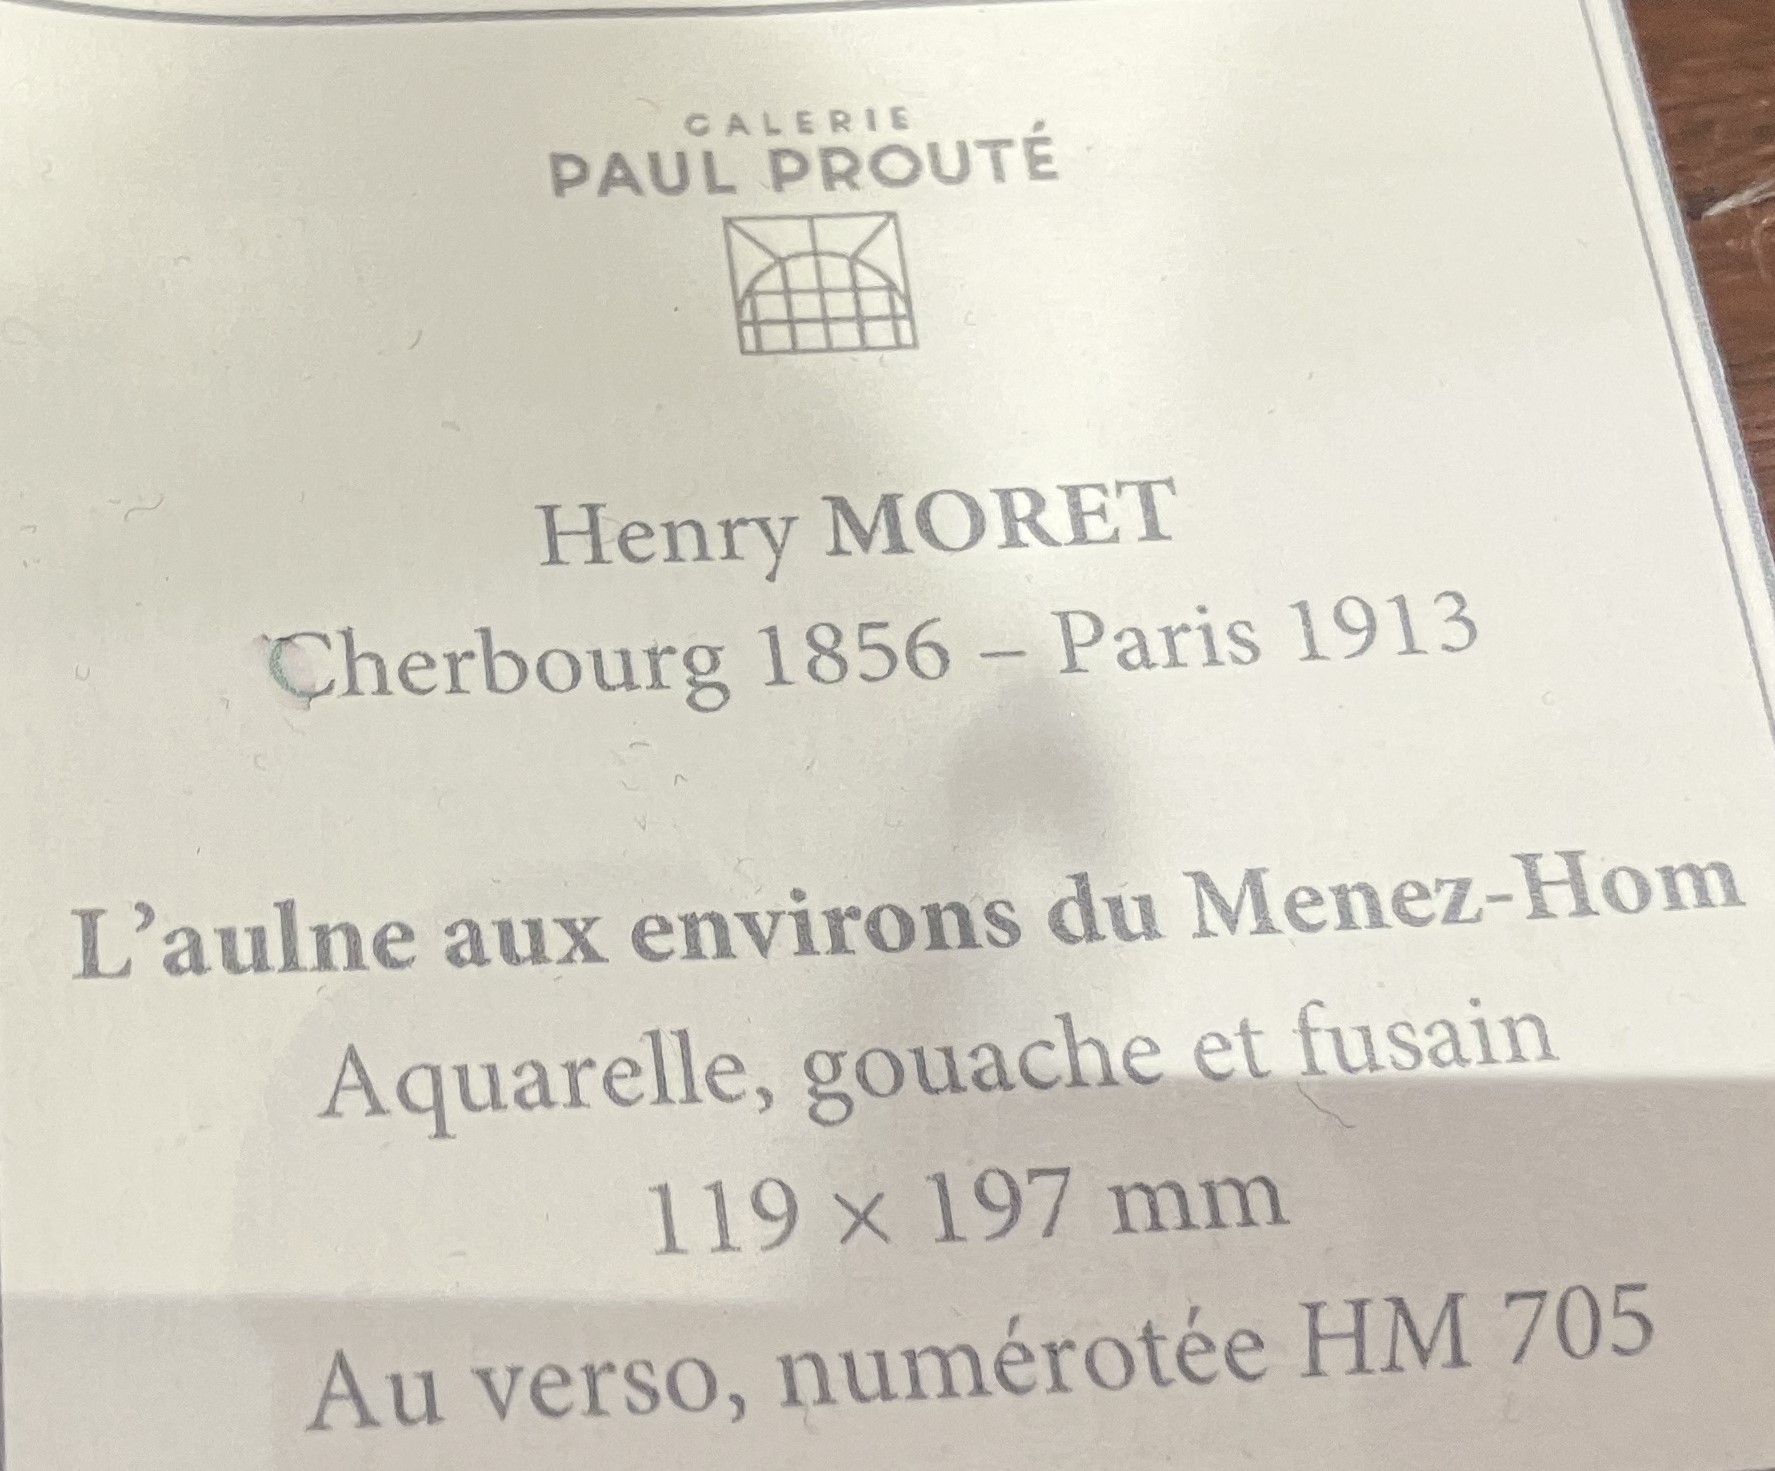 GALERIE
PAUL PROUTÉ
Henry MORET
Cherbourg 1856 – Paris 1913
L’aulne aux environs du Menez-Hom
Aquarelle, gouache et fusain
119 × 197 mm
Au verso, numérotée HM 705